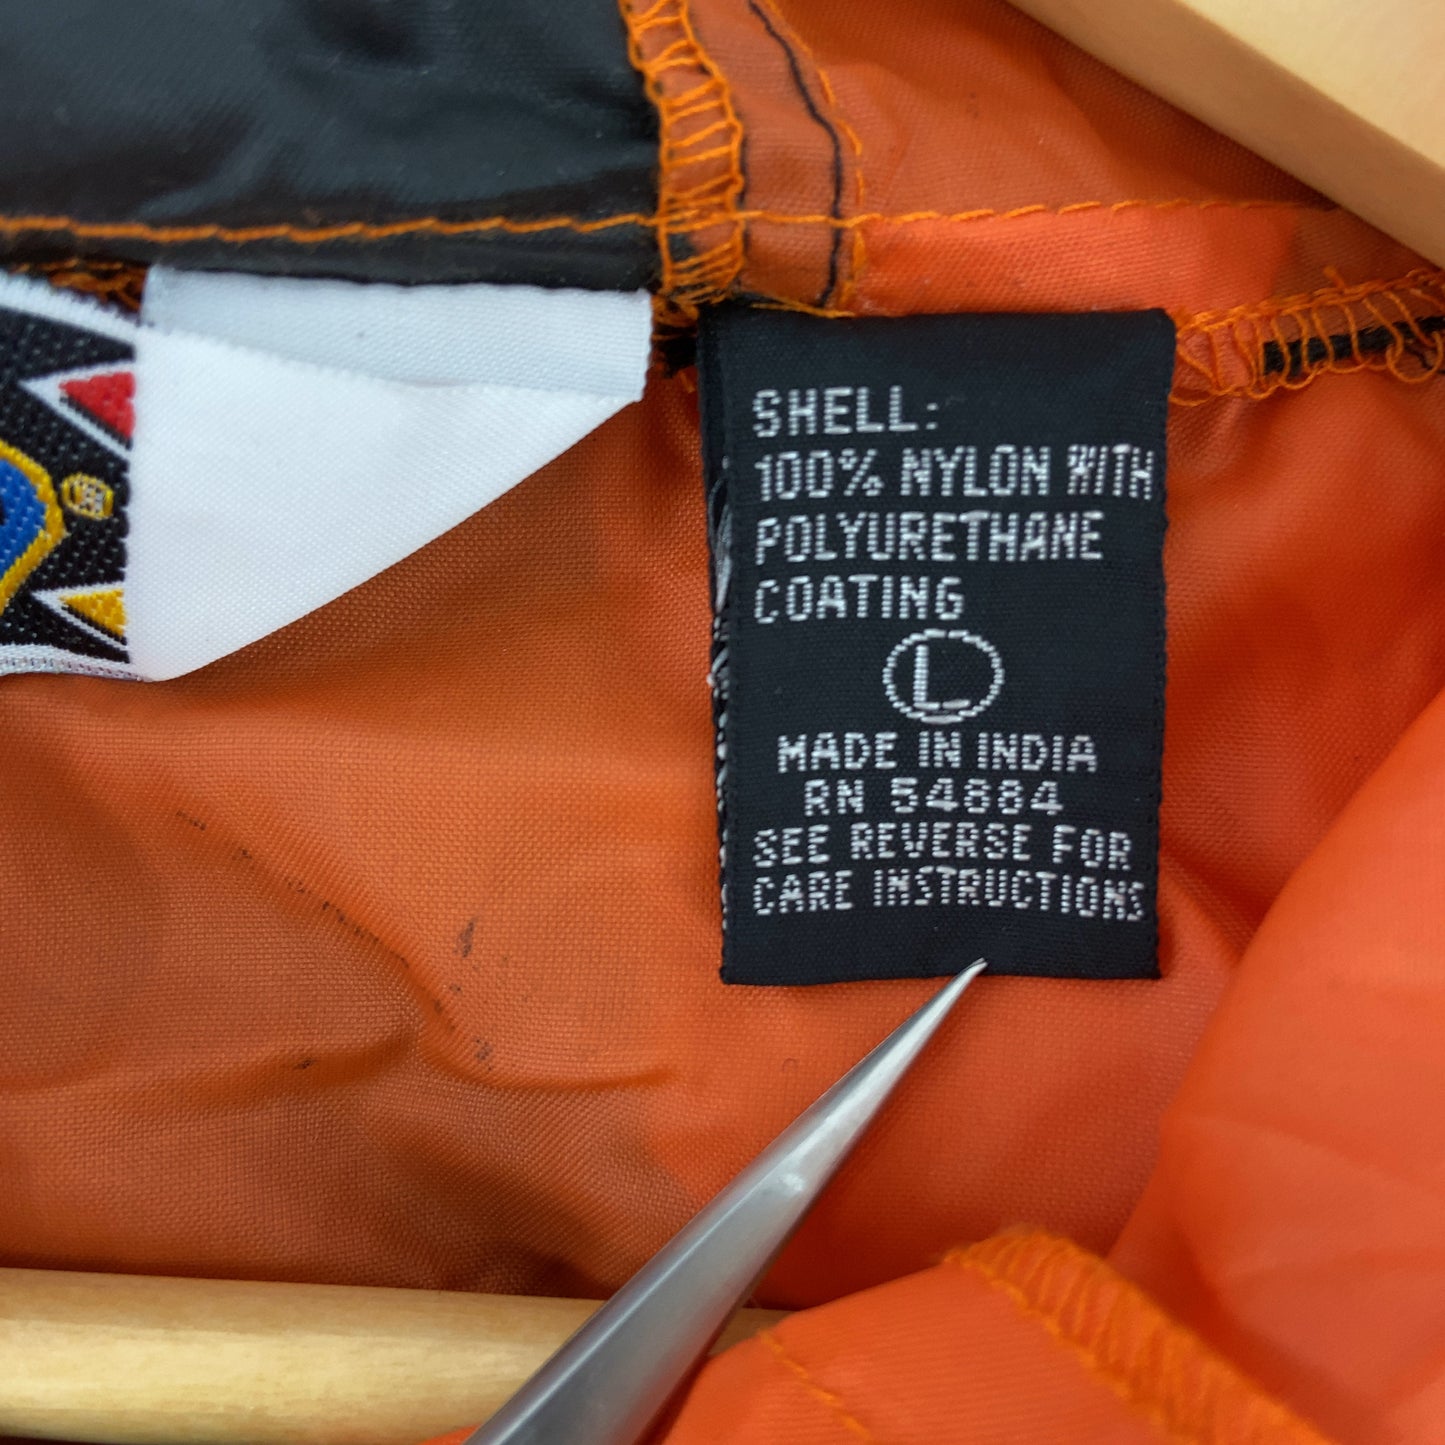 SHELL:
100% NYLON WITH
POLYURETHANE
COATING
L
MADE IN INDIA
RN 54884
SEE REVERSE FOR
CARE INSTRUCTIONS